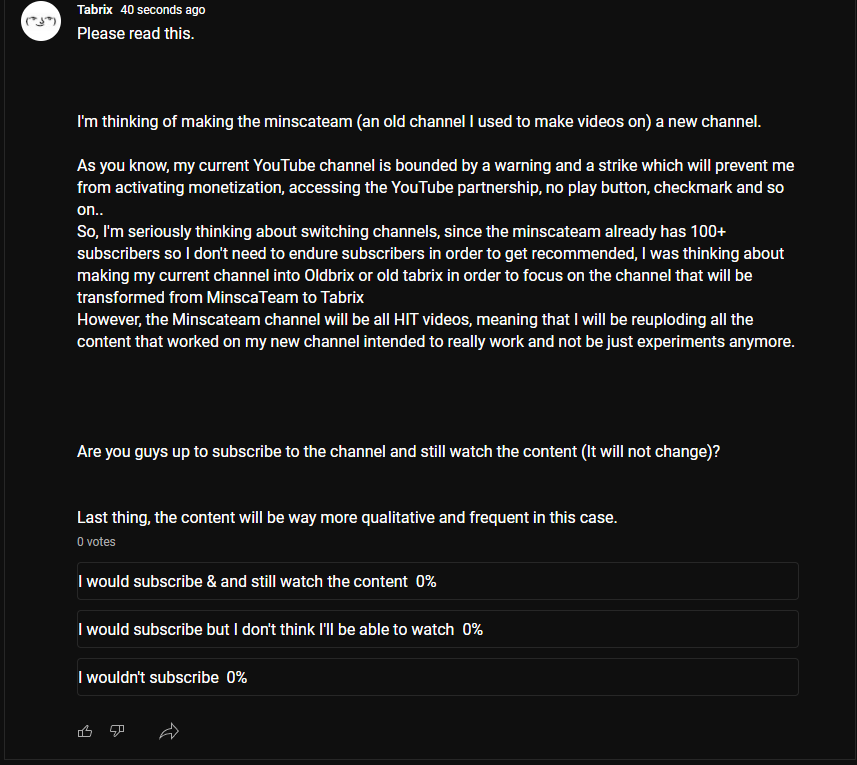 Tabrix 40 seconds ago
Please read this.
I'm thinking of making the minscateam (an old channel I used to make videos on) a new channel.
As you know, my current YouTube channel is bounded by a warning and a strike which will prevent me
from activating monetization, accessing the YouTube partnership, no play button, checkmark and so
on..
So, I'm seriously thinking about switching channels, since the minscateam already has 100+
subscribers so I don't need to endure subscribers in order to get recommended, I was thinking about
making my current channel into Oldbrix or old tabrix in order to focus on the channel that will be
transformed from MinscaTeam to Tabrix
However, the Minscateam channel will be all HIT videos, meaning that I will be reuploding all the
content that worked on my new channel intended to really work and not be just experiments anymore.
Are you guys up to subscribe to the channel and still watch the content (It will not change)?
Last thing, the content will be way more qualitative and frequent in this case.
0 votes
I would subscribe & and still watch the content 0%
I would subscribe but I don't think I'll be able to watch 0%
I wouldn't subscribe 0%